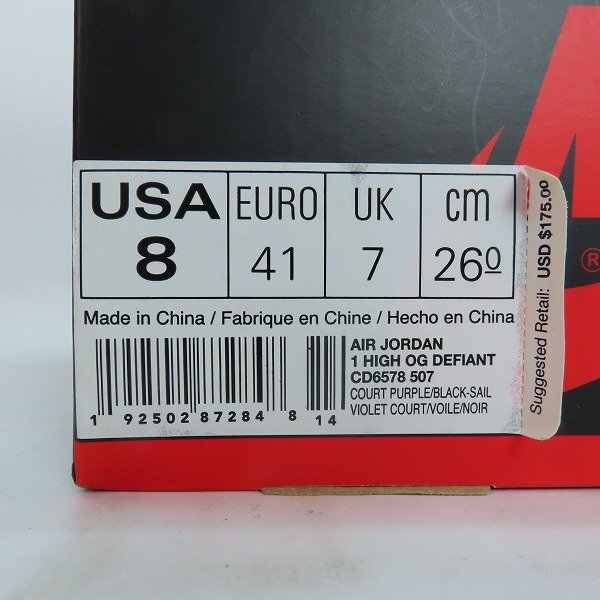 USA EURO UK cm
8 41 7 26 0
Made in China / Fabrique en Chine / Hecho en China
AIR JORDAN
1 HIGH OG DEFIANT
CD6578 507
COURT PURPLE/BLACK-SAIL
VIOLET COURT/VOILE/NOIR
1 92502 87284 8 14
Suggested Retail: USD $175.00
®